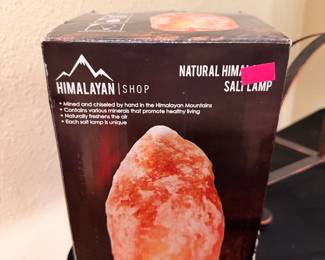 HIMALAYAN | SHOP
NATURAL
SALT LAMP
• Mined and chiseled by hand in the Himalayan Mountains
• Contains various minerals that promote healthy living
• Naturally freshens the air
• Each salt lamp is unique